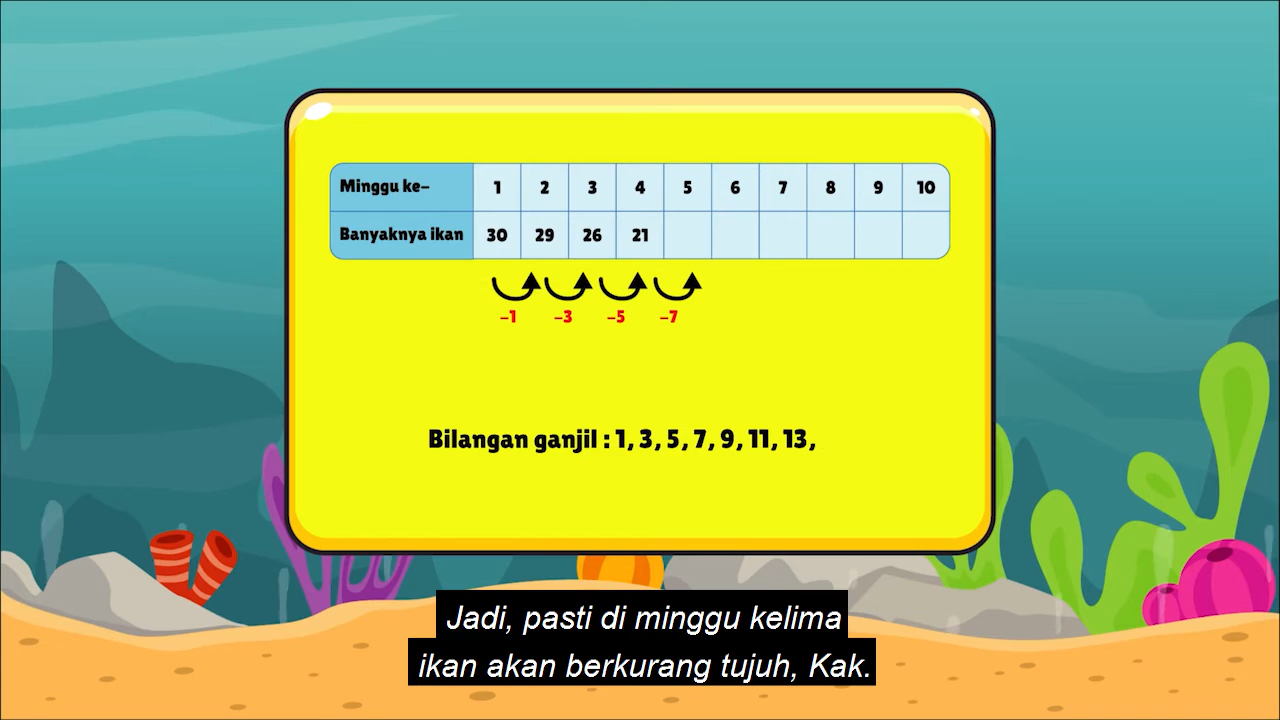 Minggu ke- 1 2 3 4 5 6 7 8 9 10
Banyaknya ikan 30 29 26 21
-1 -3 -5 -7
Bilangan ganjil : 1, 3, 5, 7, 9, 11, 13,
Jadi, pasti di minggu kelima
ikan akan berkurang tujuh, Kak.